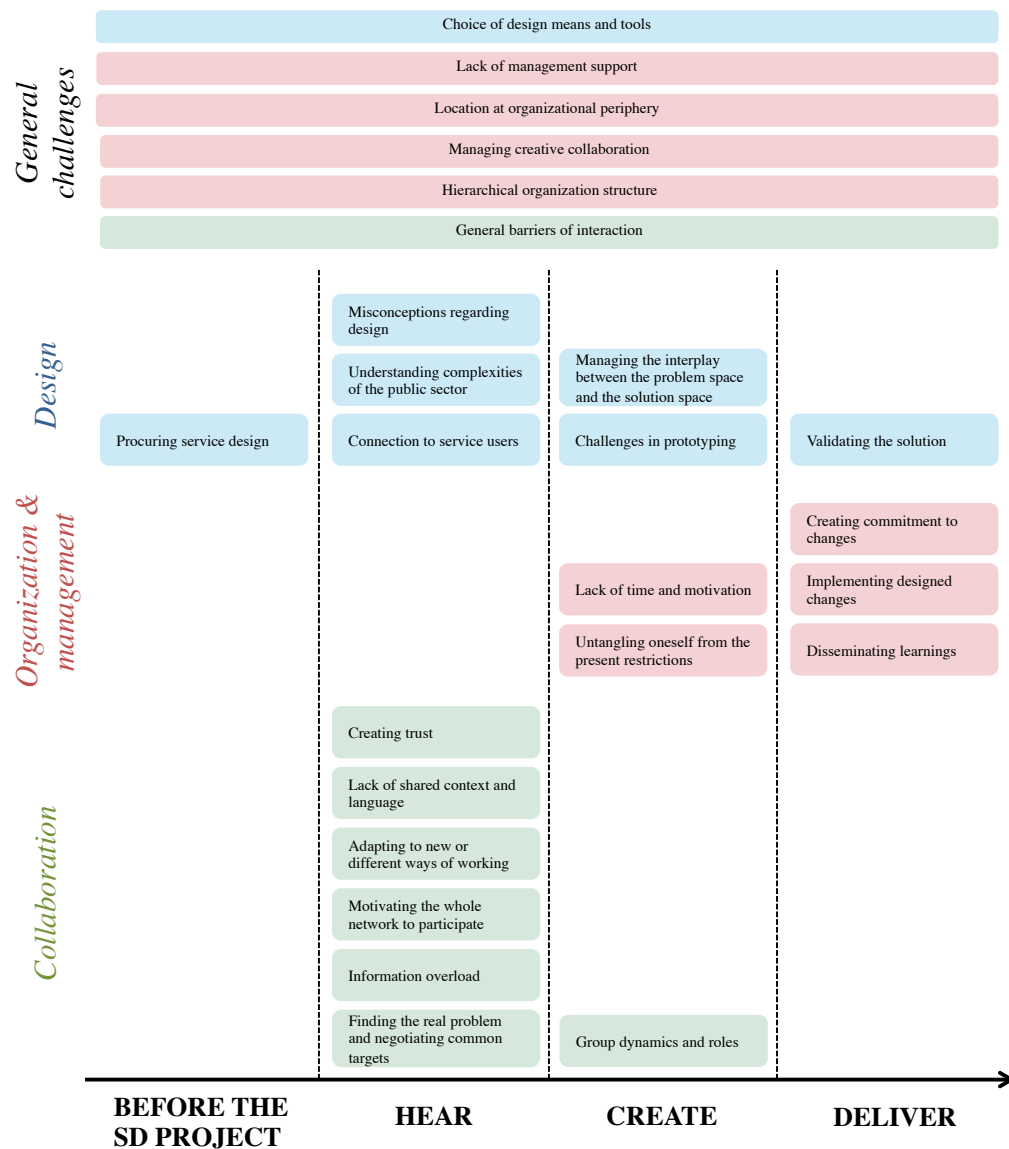 General
challenges
Choice of design means and tools
Lack of management support
Location at organizational periphery
Managing creative collaboration
Hierarchical organization structure
General barriers of interaction
Design
Procuring service design
Misconceptions regarding
design
Understanding complexities
of the public sector
Connection to service users
Managing the interplay
between the problem space
and the solution space
Challenges in prototyping
Validating the solution
Organization &
management
Lack of time and motivation
Untangling oneself from the
present restrictions
Creating commitment to
changes
Implementing designed
changes
Disseminating learnings
Collaboration
Creating trust
Lack of shared context and
language
Adapting to new or
different ways of working
Motivating the whole
network to participate
Information overload
Finding the real problem
and negotiating common
targets
Group dynamics and roles
BEFORE THE
SD PROJECT
HEAR
CREATE
DELIVER